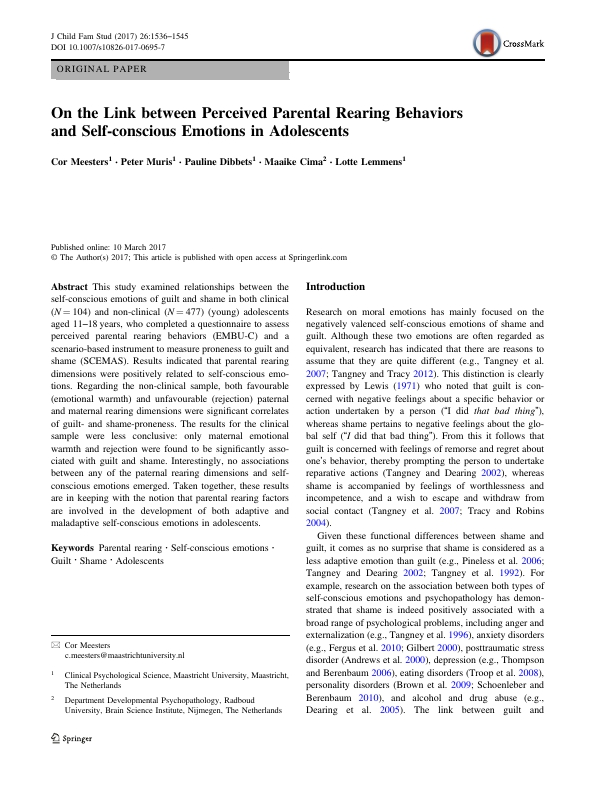 J Child Fam Stud (2017) 26:1536–1545
DOI 10.1007/s10826-017-0695-7
CrossMark
ORIGINAL PAPER
On the Link between Perceived Parental Rearing Behaviors
and Self-conscious Emotions in Adolescents
Cor Meesters1 · Peter Muris1 · Pauline Dibbets1 · Maaike Cima2 · Lotte Lemmens1
Published online: 10 March 2017
© The Author(s) 2017; This article is published with open access at Springerlink.com
Abstract This study examined relationships between the
self-conscious emotions of guilt and shame in both clinical
(N = 104) and non-clinical (N = 477) (young) adolescents
aged 11–18 years, who completed a questionnaire to assess
perceived parental rearing behaviors (EMBU-C) and a
scenario-based instrument to measure proneness to guilt and
shame (SCEMAS). Results indicated that parental rearing
dimensions were positively related to self-conscious emo-
tions. Regarding the non-clinical sample, both favourable
(emotional warmth) and unfavourable (rejection) paternal
and maternal rearing dimensions were significant correlates
of guilt- and shame-proneness. The results for the clinical
sample were less conclusive: only maternal emotional
warmth and rejection were found to be significantly asso-
ciated with guilt and shame. Interestingly, no associations
between any of the paternal rearing dimensions and self-
conscious emotions emerged. Taken together, these results
are in keeping with the notion that parental rearing factors
are involved in the development of both adaptive and
maladaptive self-conscious emotions in adolescents.
Keywords Parental rearing · Self-conscious emotions ·
Guilt · Shame · Adolescents
Cor Meesters
c.meesters@maastrichtuniversity.nl
1 Clinical Psychological Science, Maastricht University, Maastricht,
The Netherlands
2 Department Developmental Psychopathology, Radboud
University, Brain Science Institute, Nijmegen, The Netherlands
Introduction
Research on moral emotions has mainly focused on the
negatively valenced self-conscious emotions of shame and
guilt. Although these two emotions are often regarded as
equivalent, research has indicated that there are reasons to
assume that they are quite different (e.g., Tangney et al.
2007; Tangney and Tracy 2012). This distinction is clearly
expressed by Lewis (1971) who noted that guilt is con-
cerned with negative feelings about a specific behavior or
action undertaken by a person ("I did that bad thing"),
whereas shame pertains to negative feelings about the glo-
bal self ("I did that bad thing"). From this it follows that
guilt is concerned with feelings of remorse and regret about
one's behavior, thereby prompting the person to undertake
reparative actions (Tangney and Dearing 2002), whereas
shame is accompanied by feelings of worthlessness and
incompetence, and a wish to escape and withdraw from
social contact (Tangney et al. 2007; Tracy and Robins
2004).
Given these functional differences between shame and
guilt, it comes as no surprise that shame is considered as a
less adaptive emotion than guilt (e.g., Pineless et al. 2006;
Tangney and Dearing 2002; Tangney et al. 1992). For
example, research on the association between both types of
self-conscious emotions and psychopathology has demon-
strated that shame is indeed positively associated with a
broad range of psychological problems, including anger and
externalization (e.g., Tangney et al. 1996), anxiety disorders
(e.g., Fergus et al. 2010; Gilbert 2000), posttraumatic stress
disorder (Andrews et al. 2000), depression (e.g., Thompson
and Berenbaum 2006), eating disorders (Troop et al. 2008),
personality disorders (Brown et al. 2009; Schoenleber and
Berenbaum 2010), and alcohol and drug abuse (e.g.,
Dearing et al. 2005). The link between guilt and
Springer